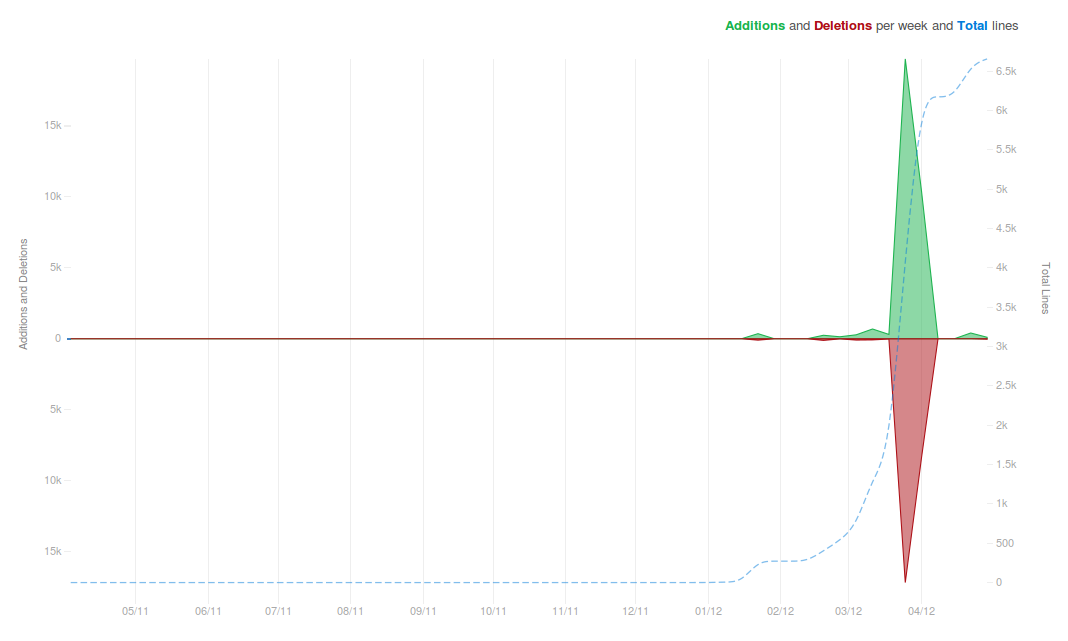 Additions and Deletions per week and Total lines
15k
10k
5k
0
5k
10k
15k
Additions and Deletions
6.5k
6k
5.5k
5k
4.5k
4k
3.5k
3k
2.5k
2k
1.5k
1k
500
0
Total Lines
05/11 06/11 07/11 08/11 09/11 10/11 11/11 12/11 01/12 02/12 03/12 04/12